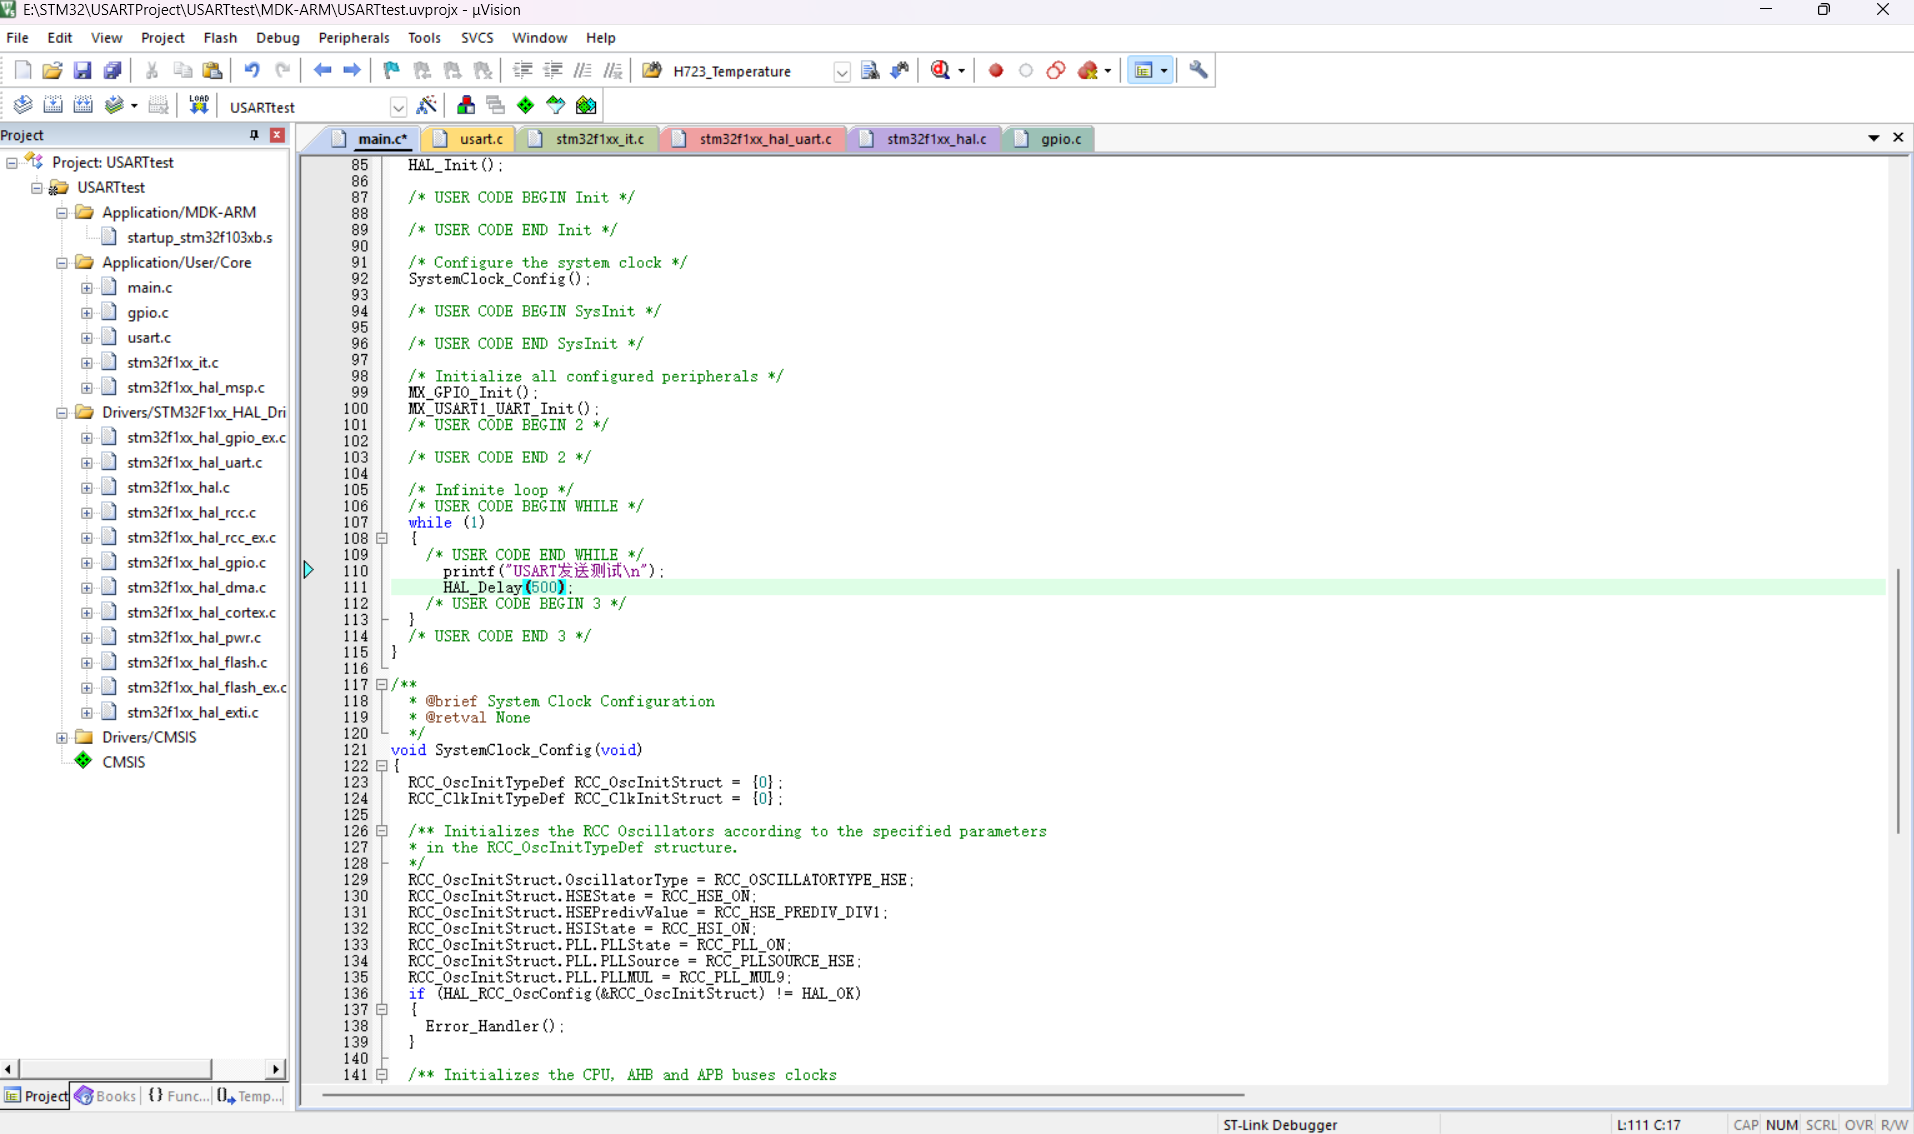 E:\STM32\USARTProject\USARTtest\MDK-ARM\USARTtest.uvprojx - µVision
File Edit View Project Flash Debug Peripherals Tools SVCS Window Help
H723_Temperature
LOAD USARTtest
Project
main.c* usart.c stm32f1xx_it.c stm32f1xx_hal_uart.c stm32f1xx_hal.c gpio.c
Project: USARTtest
USARTtest
Application/MDK-ARM
startup_stm32f103xb.s
Application/User/Core
main.c
gpio.c
usart.c
stm32f1xx_it.c
stm32f1xx_hal_msp.c
Drivers/STM32F1xx_HAL_Dri
stm32f1xx_hal_gpio_ex.c
stm32f1xx_hal_uart.c
stm32f1xx_hal.c
stm32f1xx_hal_rcc.c
stm32f1xx_hal_rcc_ex.c
stm32f1xx_hal_gpio.c
stm32f1xx_hal_dma.c
stm32f1xx_hal_cortex.c
stm32f1xx_hal_pwr.c
stm32f1xx_hal_flash.c
stm32f1xx_hal_flash_ex.c
stm32f1xx_hal_exti.c
Drivers/CMSIS
CMSIS
Project Books {} Func... Temp...
85 HAL_Init();
86
87 /* USER CODE BEGIN Init */
88
89 /* USER CODE END Init */
90
91 /* Configure the system clock */
92 SystemClock_Config();
93
94 /* USER CODE BEGIN SysInit */
95
96 /* USER CODE END SysInit */
97
98 /* Initialize all configured peripherals */
99 MX_GPIO_Init();
100 MX_USART1_UART_Init();
101 /* USER CODE BEGIN 2 */
102
103 /* USER CODE END 2 */
104
105 /* Infinite loop */
106 /* USER CODE BEGIN WHILE */
107 while (1)
108 {
109 /* USER CODE END WHILE */
110 printf("USART发送测试\n");
111 HAL_Delay(500);
112 /* USER CODE BEGIN 3 */
113 }
114 /* USER CODE END 3 */
115 }
116
117 /**
118 * @brief System Clock Configuration
119 * @retval None
120 */
121 void SystemClock_Config(void)
122 {
123 RCC_OscInitTypeDef RCC_OscInitStruct = {0};
124 RCC_ClkInitTypeDef RCC_ClkInitStruct = {0};
125
126 /** Initializes the RCC Oscillators according to the specified parameters
127 * in the RCC_OscInitTypeDef structure.
128 */
129 RCC_OscInitStruct.OscillatorType = RCC_OSCILLATORTYPE_HSE;
130 RCC_OscInitStruct.HSEState = RCC_HSE_ON;
131 RCC_OscInitStruct.HSEPredivValue = RCC_HSE_PREDIV_DIV1;
132 RCC_OscInitStruct.HSIState = RCC_HSI_ON;
133 RCC_OscInitStruct.PLL.PLLState = RCC_PLL_ON;
134 RCC_OscInitStruct.PLL.PLLSource = RCC_PLLSOURCE_HSE;
135 RCC_OscInitStruct.PLL.PLLMUL = RCC_PLL_MUL9;
136 if (HAL_RCC_OscConfig(&RCC_OscInitStruct) != HAL_OK)
137 {
138 Error_Handler();
139 }
140
141 /** Initializes the CPU, AHB and APB buses clocks
ST-Link Debugger L:111 C:17 CAP NUM SCRL OVR R/W